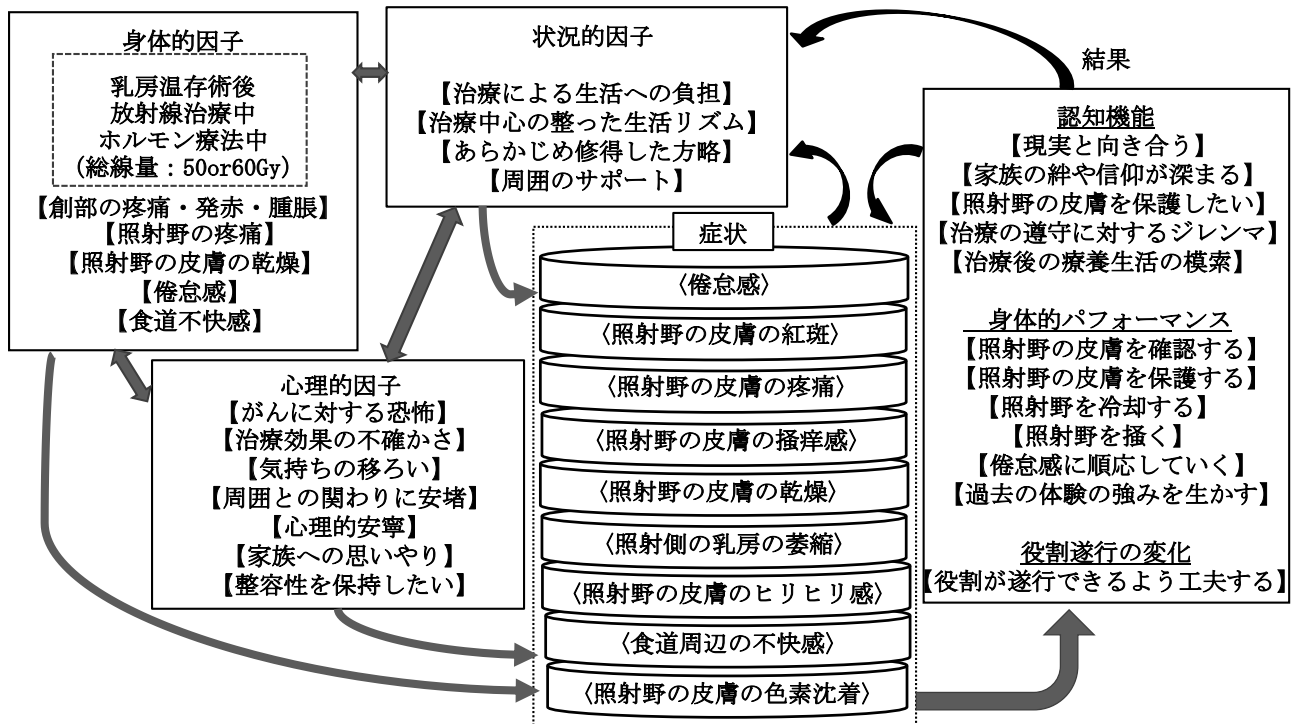 身体的因子
乳房温存術後
放射線治療中
ホルモン療法中
(総線量：50or60Gy)
【創部の疼痛・発赤・腫脹】
【照射野の疼痛】
【照射野の皮膚の乾燥】
【倦怠感】
【食道不快感】
状況的因子
【治療による生活への負担】
【治療中心の整った生活リズム】
【あらかじめ修得した方略】
【周囲のサポート】
心理的因子
【がんに対する恐怖】
【治療効果の不確かさ】
【気持ちの移ろい】
【周囲との関わりに安堵】
【心理的安寧】
【家族への思いやり】
【整容性を保持したい】
症状
〈倦怠感〉
〈照射野の皮膚の紅斑〉
〈照射野の皮膚の疼痛〉
〈照射野の皮膚の掻痒感〉
〈照射野の皮膚の乾燥〉
〈照射側の乳房の萎縮〉
〈照射野の皮膚のヒリヒリ感〉
〈食道周辺の不快感〉
〈照射野の皮膚の色素沈着〉
結果
認知機能
【現実と向き合う】
【家族の絆や信仰が深まる】
【照射野の皮膚を保護したい】
【治療の遵守に対するジレンマ】
【治療後の療養生活の模索】
身体的パフォーマンス
【照射野の皮膚を確認する】
【照射野の皮膚を保護する】
【照射野を冷却する】
【照射野を掻く】
【倦怠感に順応していく】
【過去の体験の強みを生かす】
役割遂行の変化
【役割が遂行できるよう工夫する】